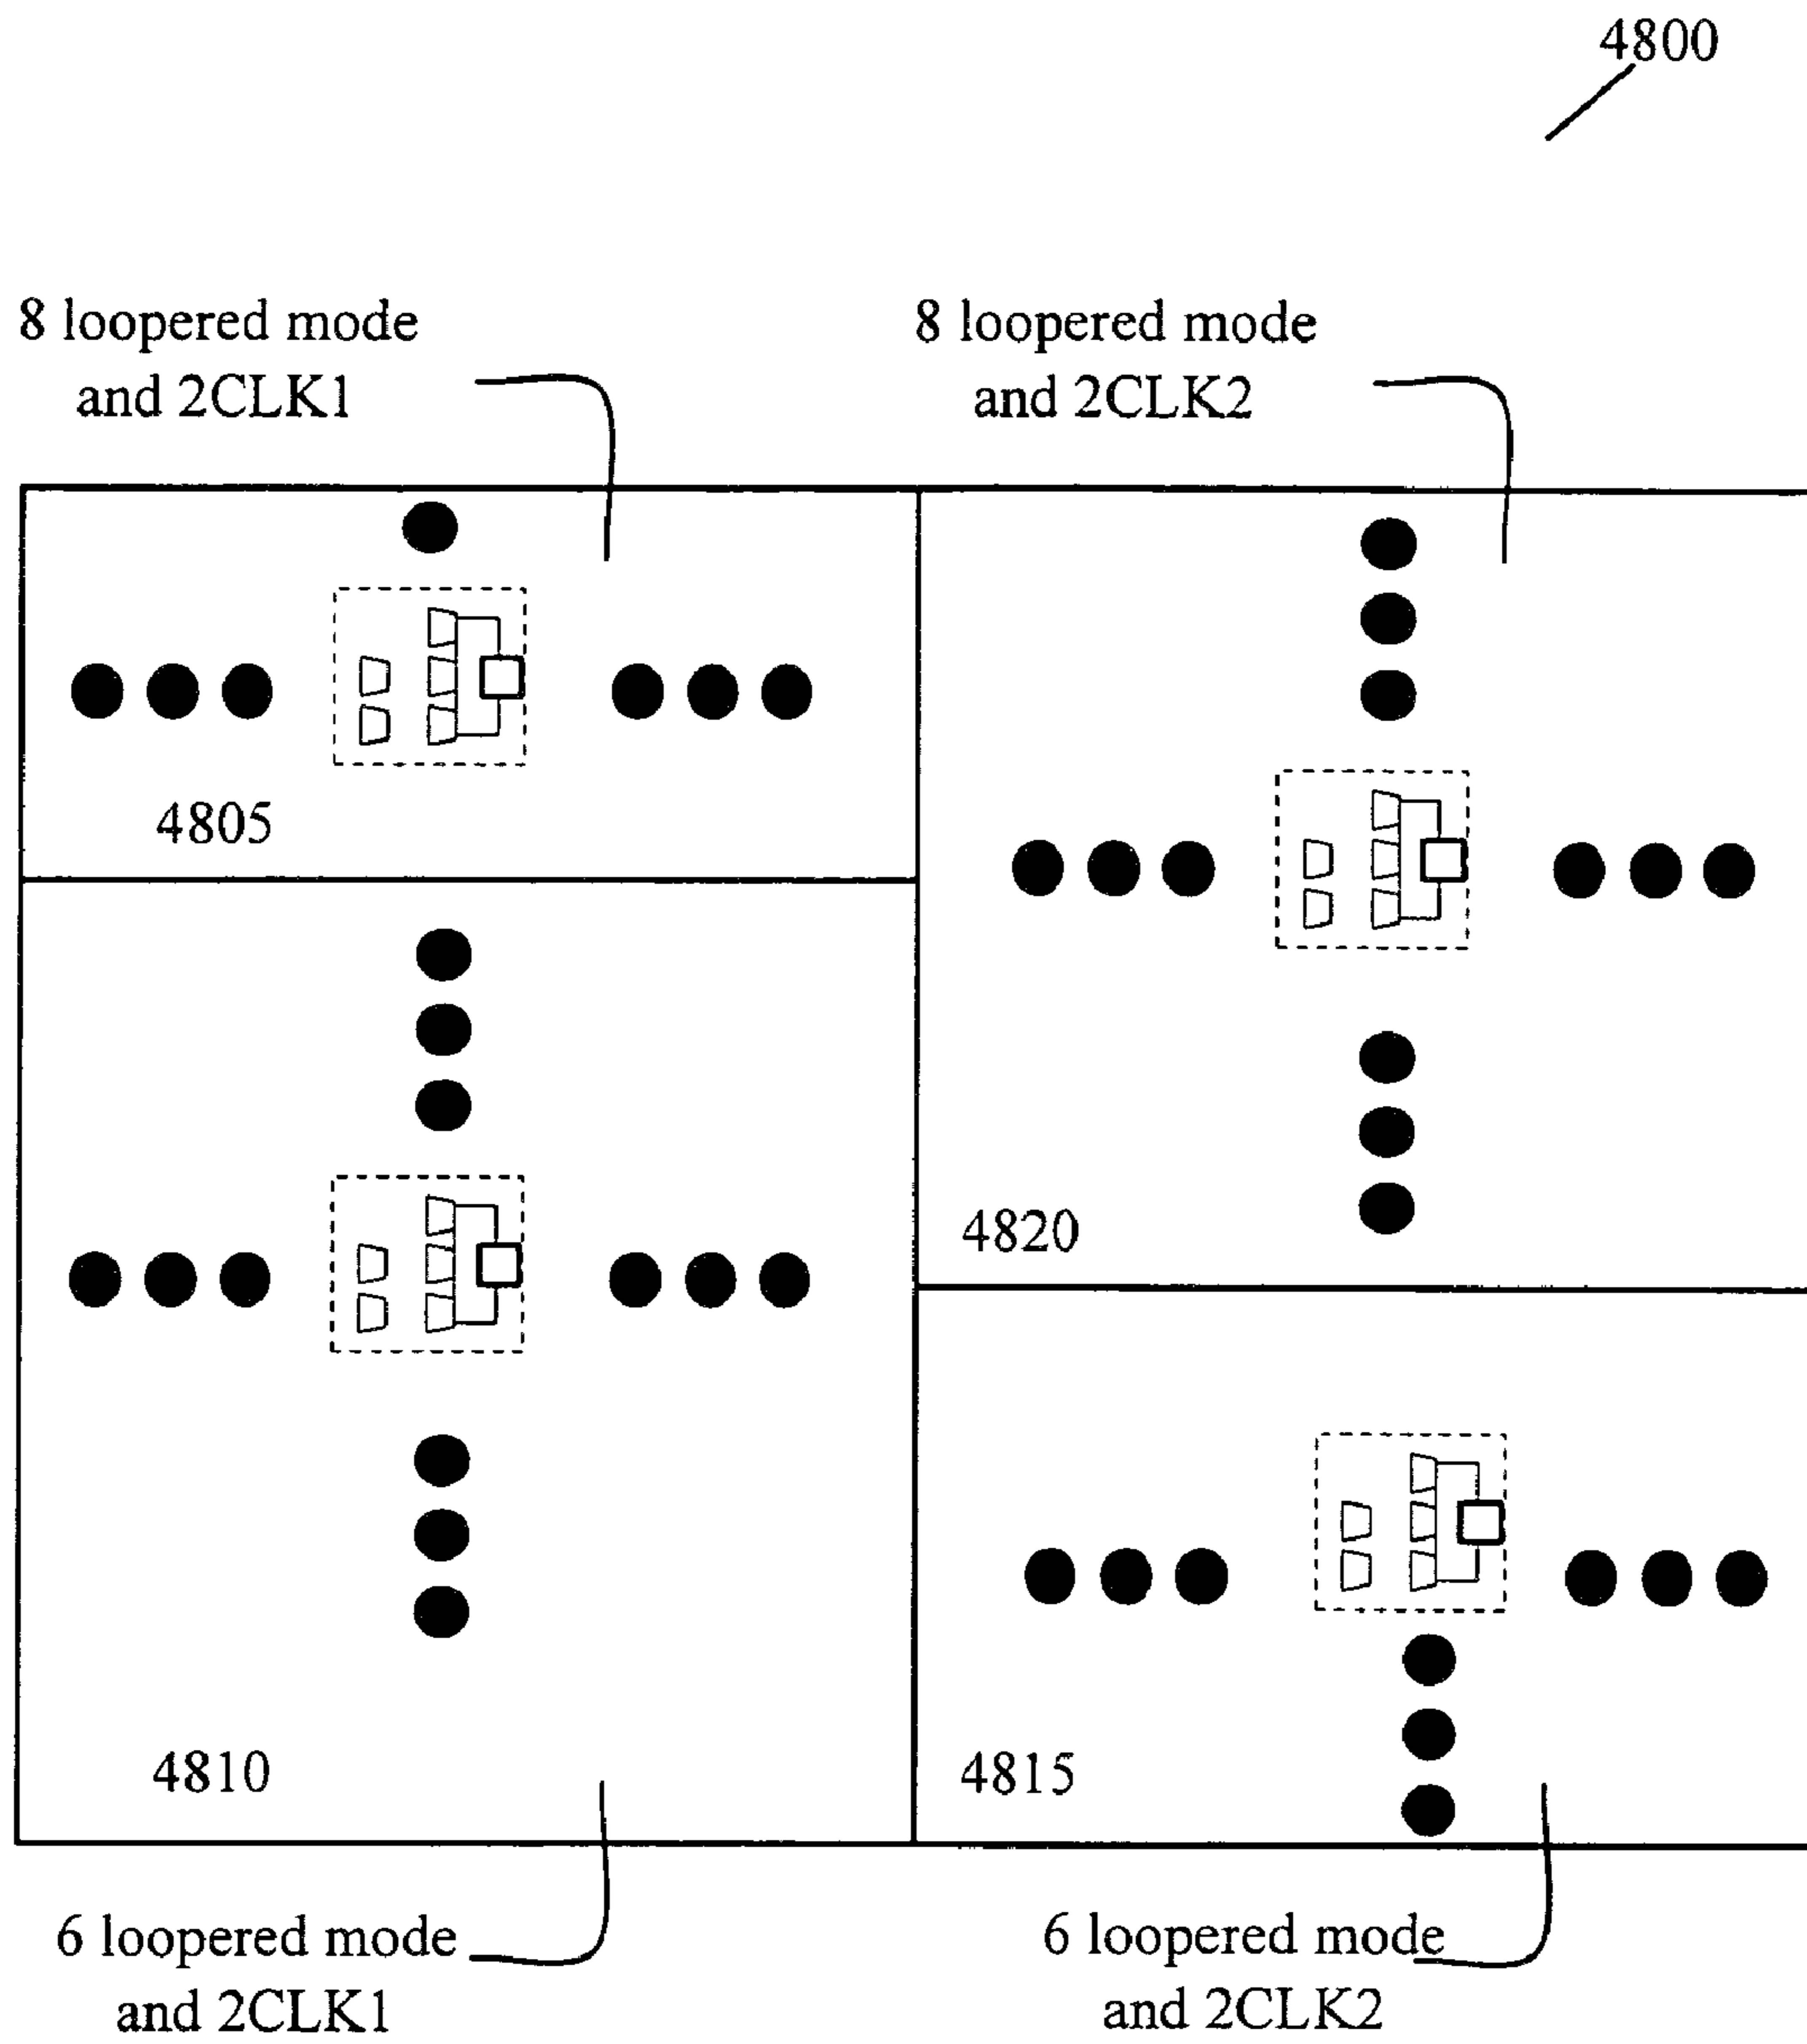 4800
8 loopered mode
and 2CLK1
8 loopered mode
and 2CLK2
4805
4820
4810
4815
6 loopered mode
and 2CLK1
6 loopered mode
and 2CLK2